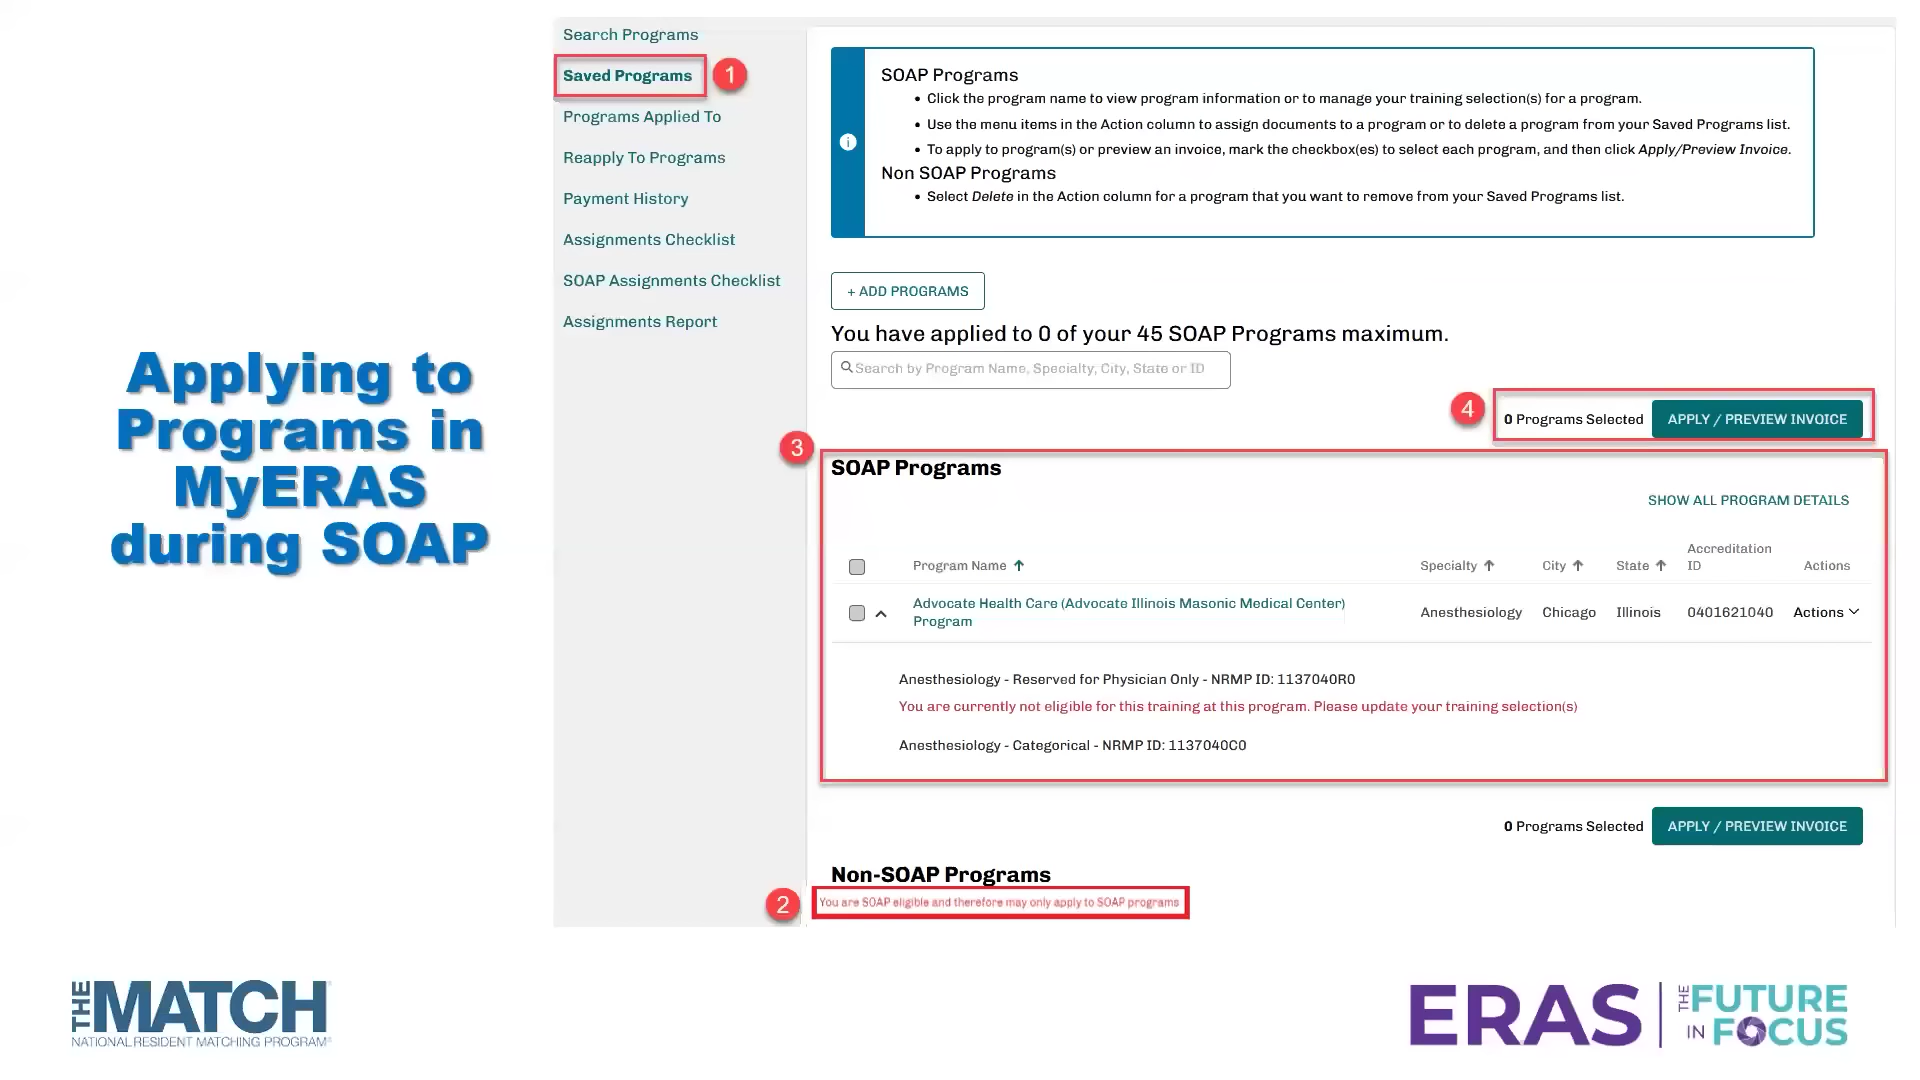 Applying to
Programs in
MyERAS
during SOAP
Search Programs
Saved Programs
1
Programs Applied To
Reapply To Programs
Payment History
Assignments Checklist
SOAP Assignments Checklist
Assignments Report
i
SOAP Programs
• Click the program name to view program information or to manage your training selection(s) for a program.
• Use the menu items in the Action column to assign documents to a program or to delete a program from your Saved Programs list.
• To apply to program(s) or preview an invoice, mark the checkbox(es) to select each program, and then click Apply/Preview Invoice.
Non SOAP Programs
• Select Delete in the Action column for a program that you want to remove from your Saved Programs list.
+ ADD PROGRAMS
You have applied to 0 of your 45 SOAP Programs maximum.
Search by Program Name, Specialty, City, State or ID
4
0 Programs Selected
APPLY / PREVIEW INVOICE
3
SOAP Programs
SHOW ALL PROGRAM DETAILS
Program Name Specialty City State Accreditation ID Actions
Advocate Health Care (Advocate Illinois Masonic Medical Center)
Program
Anesthesiology Chicago Illinois 0401621040 Actions
Anesthesiology - Reserved for Physician Only - NRMP ID: 1137040R0
You are currently not eligible for this training at this program. Please update your training selection(s)
Anesthesiology - Categorical - NRMP ID: 1137040C0
0 Programs Selected
APPLY / PREVIEW INVOICE
Non-SOAP Programs
2
You are SOAP eligible and therefore may only apply to SOAP programs
THE MATCH
NATIONAL RESIDENT MATCHING PROGRAM®
ERAS
THE FUTURE
IN FOCUS